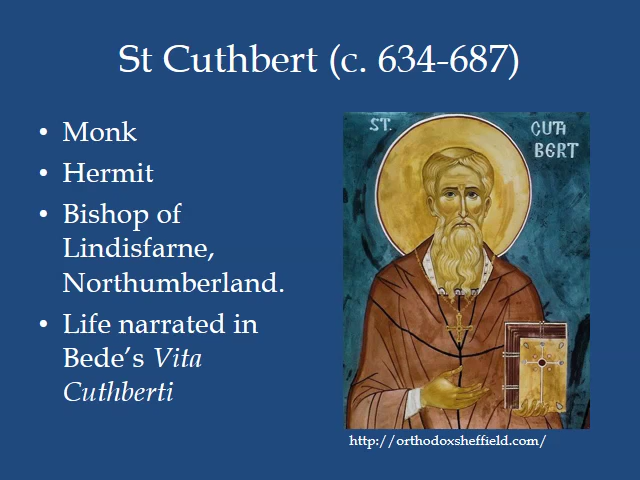 St Cuthbert (c. 634-687)
• Monk
• Hermit
• Bishop of
Lindisfarne,
Northumberland.
• Life narrated in
Bede's Vita
Cuthberti
ST.
CUTH
BERT
http://orthodoxsheffield.com/